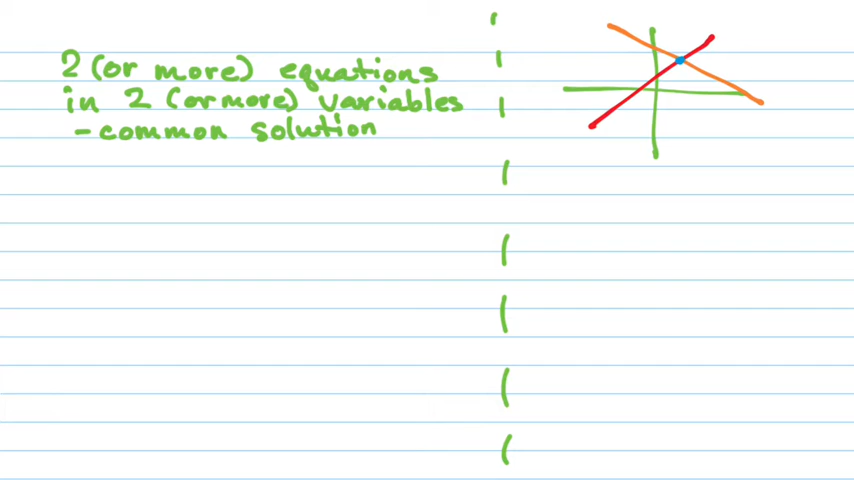 2 (or more) equations
in 2 (or more) variables
- common solution